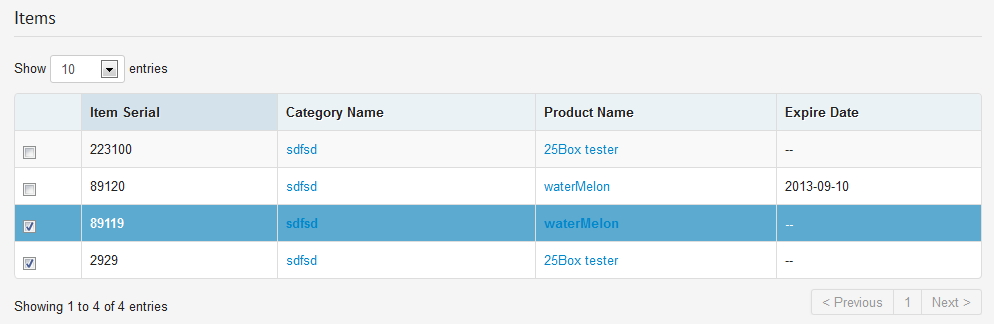 Items
Show 10 entries
Item Serial Category Name Product Name Expire Date
223100 sdfsd 25Box tester --
89120 sdfsd waterMelon 2013-09-10
89119 sdfsd waterMelon --
2929 sdfsd 25Box tester --
Showing 1 to 4 of 4 entries < Previous 1 Next >